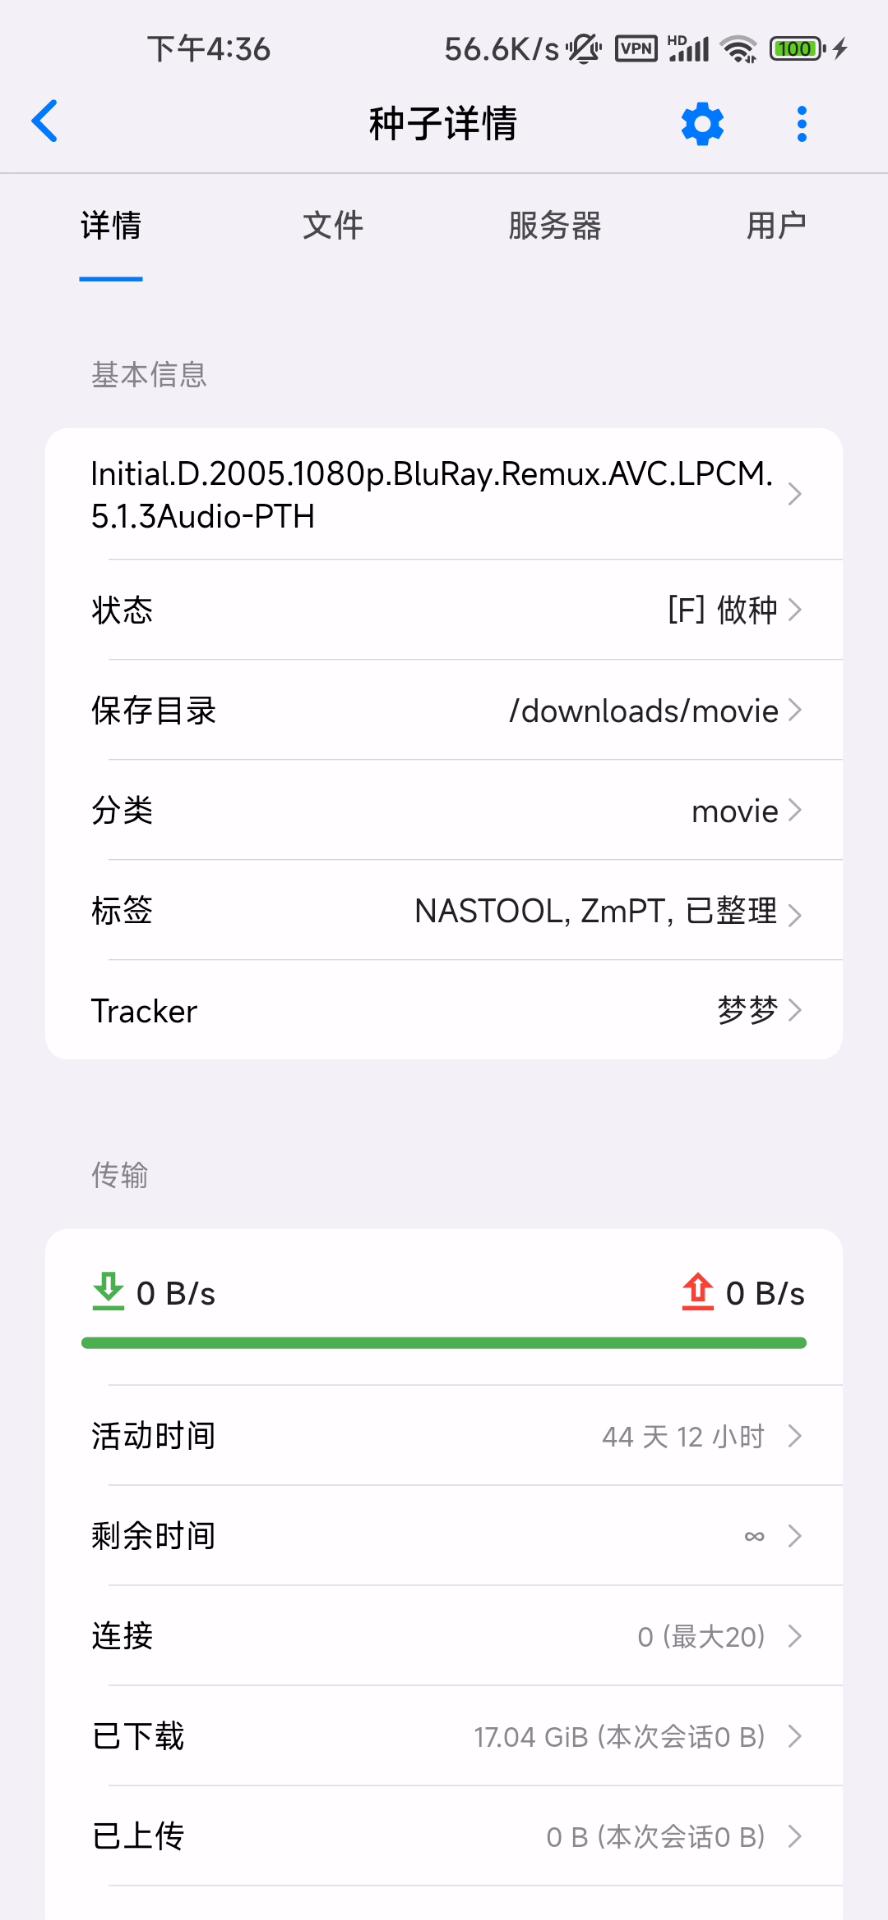 下午4:36 56.6K/s VPN HD 100
种子详情
详情 文件 服务器 用户
基本信息
Initial.D.2005.1080p.BluRay.Remux.AVC.LPCM.
5.1.3Audio-PTH
状态 [F] 做种
保存目录 /downloads/movie
分类 movie
标签 NASTOOL, ZmPT, 已整理
Tracker 梦梦
传输
0 B/s 0 B/s
活动时间 44 天 12 小时
剩余时间 ∞
连接 0 (最大20)
已下载 17.04 GiB (本次会话0 B)
已上传 0 B (本次会话0 B)